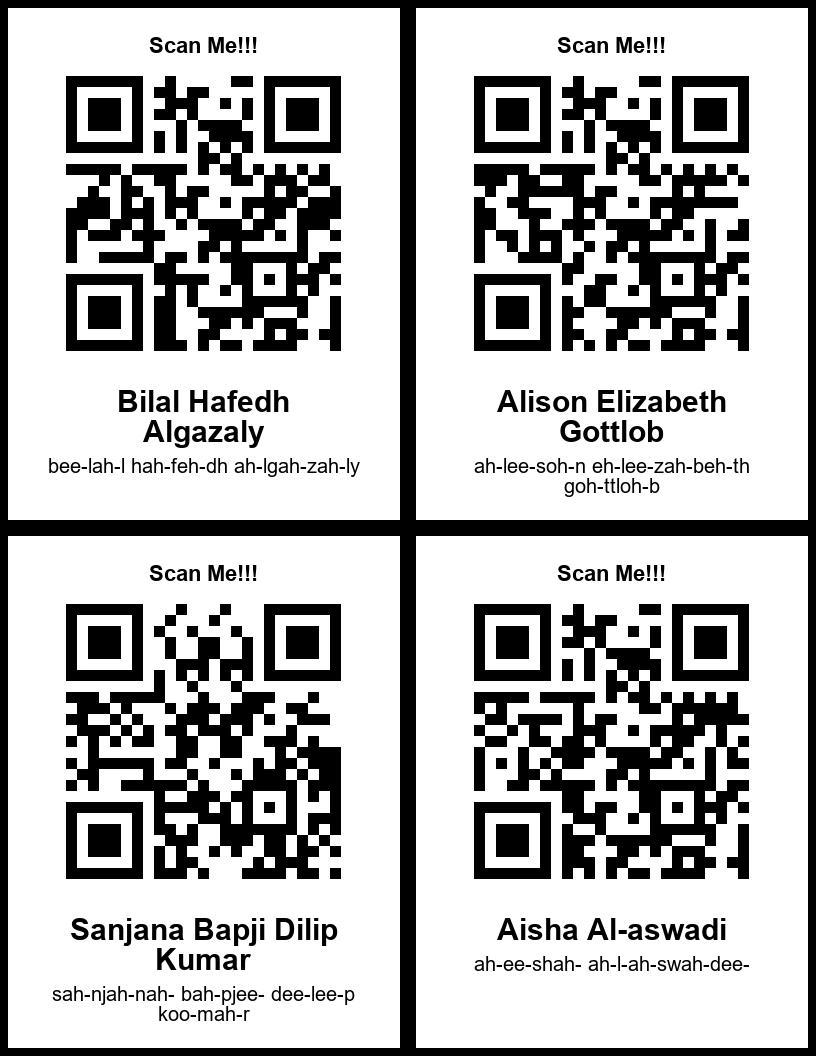 Scan Me!!!
Bilal Hafedh
Algazaly
bee-lah-l hah-feh-dh ah-lgah-zah-ly
Scan Me!!!
Alison Elizabeth
Gottlob
ah-lee-soh-n eh-lee-zah-beh-th
goh-ttloh-b
Scan Me!!!
Sanjana Bapji Dilip
Kumar
sah-njah-nah- bah-pjee- dee-lee-p
koo-mah-r
Scan Me!!!
Aisha Al-aswadi
ah-ee-shah- ah-l-ah-swah-dee-